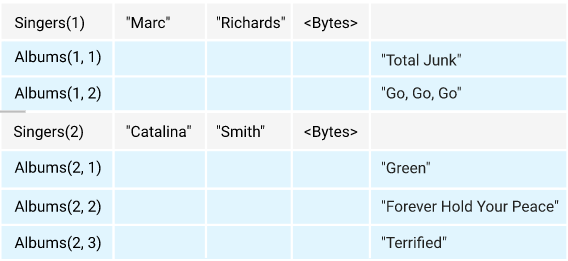 Singers(1) "Marc" "Richards" <Bytes>
Albums(1, 1) "Total Junk"
Albums(1, 2) "Go, Go, Go"
Singers(2) "Catalina" "Smith" <Bytes>
Albums(2, 1) "Green"
Albums(2, 2) "Forever Hold Your Peace"
Albums(2, 3) "Terrified"